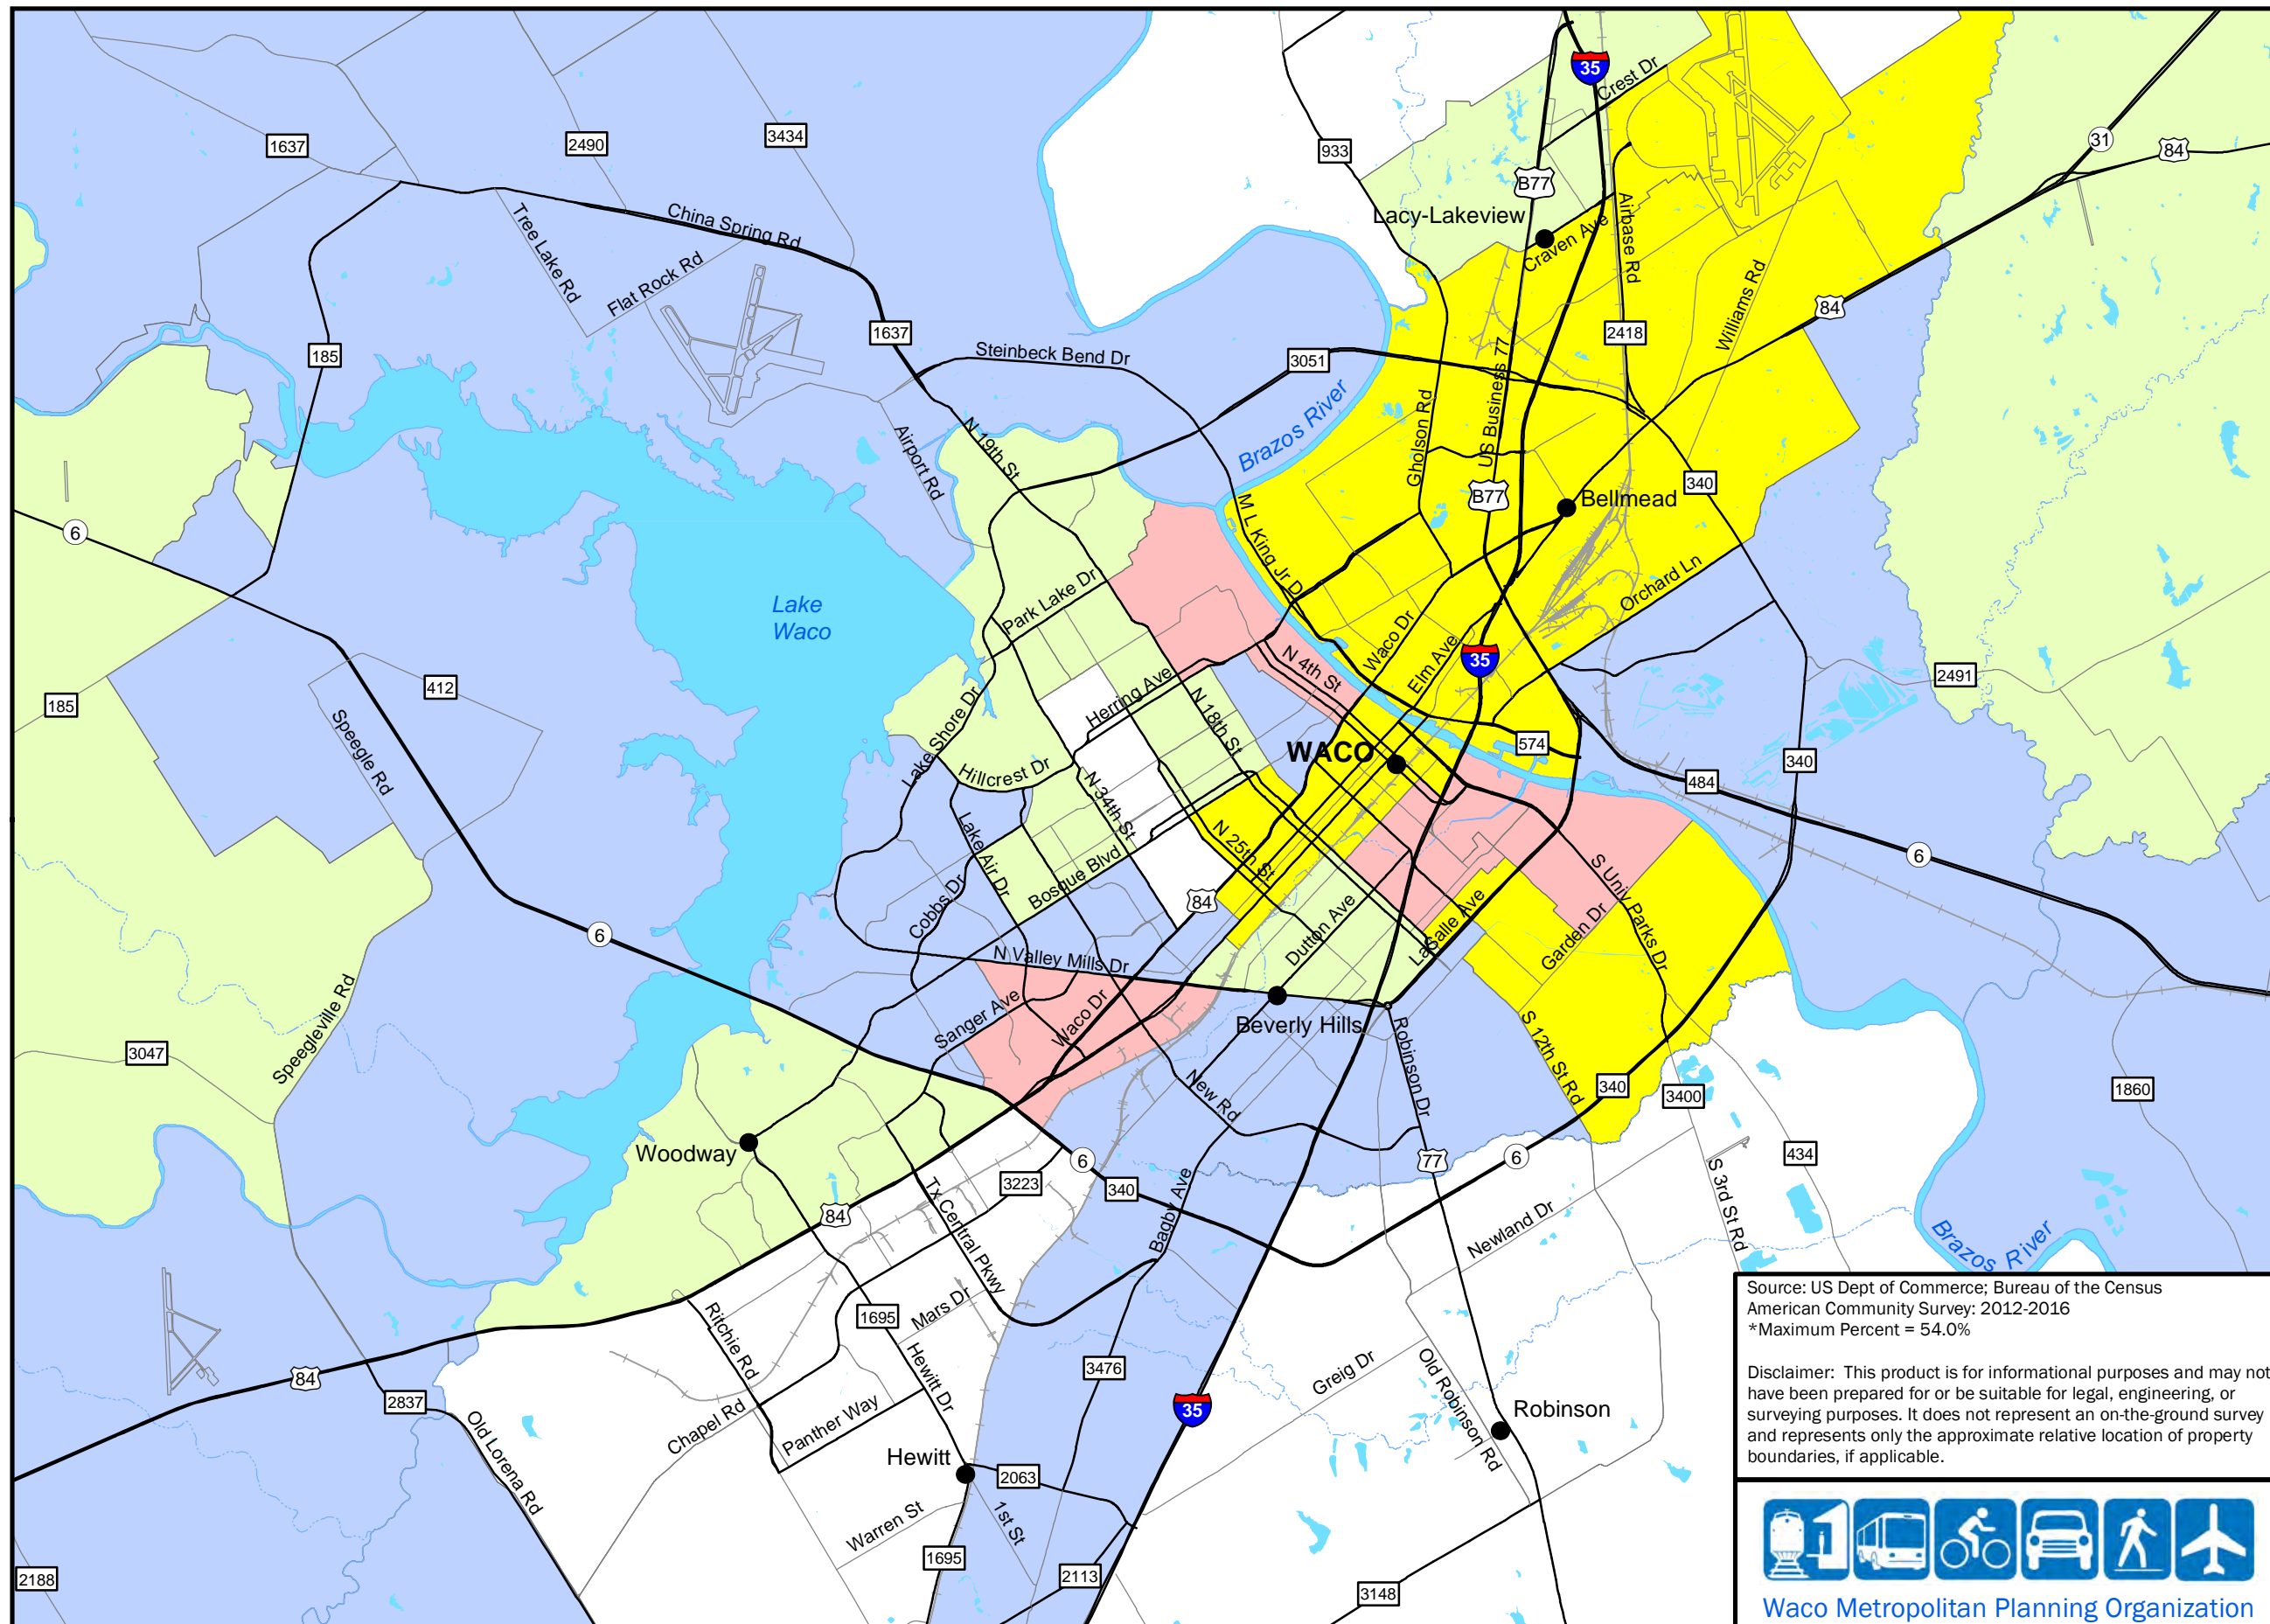 35
Crest Dr
31
84
1637
2490
3434
933
B77
Lacy-Lakeview
Craven Ave
Airbase Rd
Tree Lake Rd
China Spring Rd
Flat Rock Rd
Williams Rd
84
1637
2418
185
Steinbeck Bend Dr
3051
US Business 77
Brazos River
Gholson Rd
N 19th St
Airport Rd
340
B77
Bellmead
M L King Jr D
6
Orchard Ln
Park Lake Dr
Lake
Waco
Waco Dr
Elm Ave
35
N 4th St
2491
412
185
Herring Ave
N 18th St
Lake Shore Dr
Speegle Rd
WACO
574
340
Hillcrest Dr
484
N 34th St
Lake Air Dr
N 25th St
6
Bosque Blvd
S Univ Parks Dr
Cobbs Dr
84
Dutton Ave
LaSalle Ave
Garden Dr
6
N Valley Mills Dr
Sanger Ave
Waco Dr
Beverly Hills
Speegleville Rd
3047
S 12th St Rd
Robinson Dr
New Rd
340
3400
1860
Woodway
6
77
6
434
3223
340
S 3rd St Rd
84
Tx Central Pkwy
Bagby Ave
Newland Dr
Brazos River
Source: US Dept of Commerce; Bureau of the Census
American Community Survey: 2012-2016
*Maximum Percent = 54.0%
1695
Mars Dr
Ritchie Rd
Hewitt Dr
3476
Greig Dr
Old Robinson Rd
Disclaimer: This product is for informational purposes and may not
have been prepared for or be suitable for legal, engineering, or
surveying purposes. It does not represent an on-the-ground survey
and represents only the approximate relative location of property
boundaries, if applicable.
84
2837
Old Lorena Rd
Chapel Rd
Panther Way
35
Robinson
Hewitt
2063
1st St
Warren St
1695
2113
2188
3148
Waco Metropolitan Planning Organization